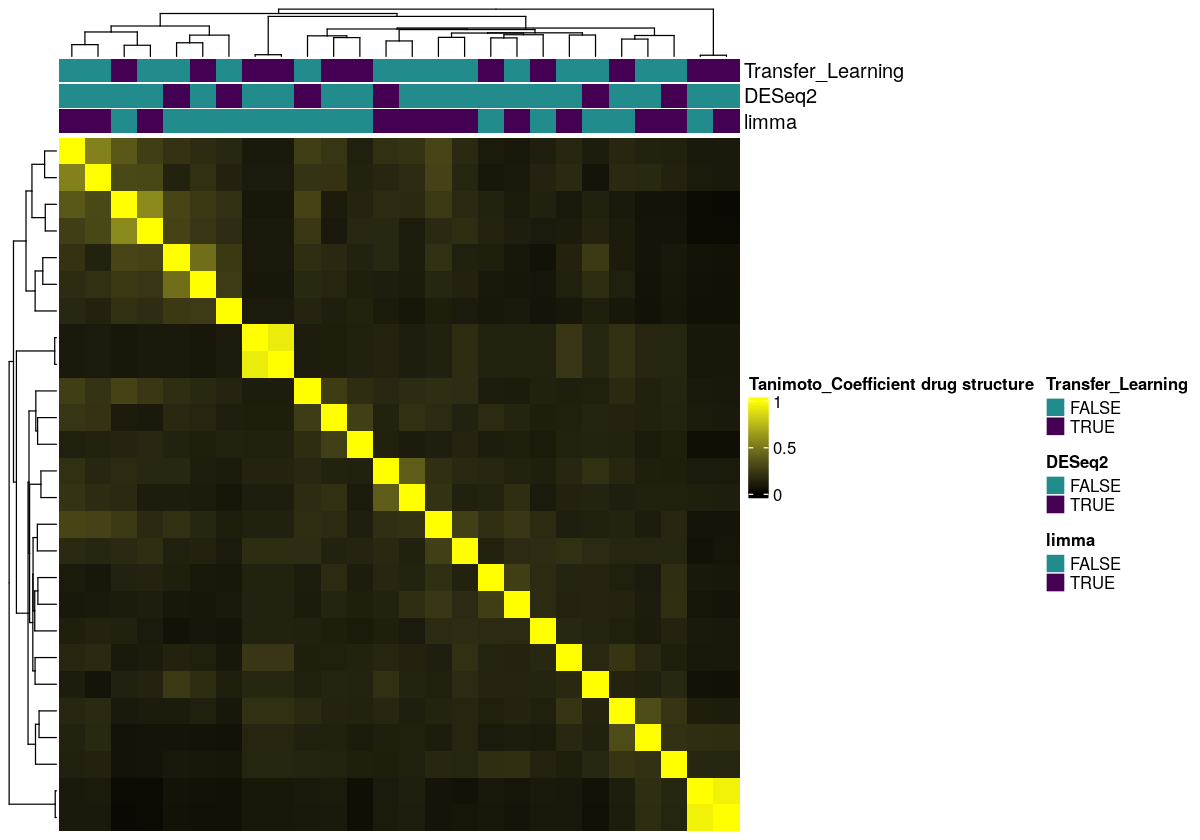 Transfer_Learning
DESeq2
limma
Tanimoto_Coefficient drug structure
1
0.5
0
Transfer_Learning
FALSE
TRUE
DESeq2
FALSE
TRUE
limma
FALSE
TRUE